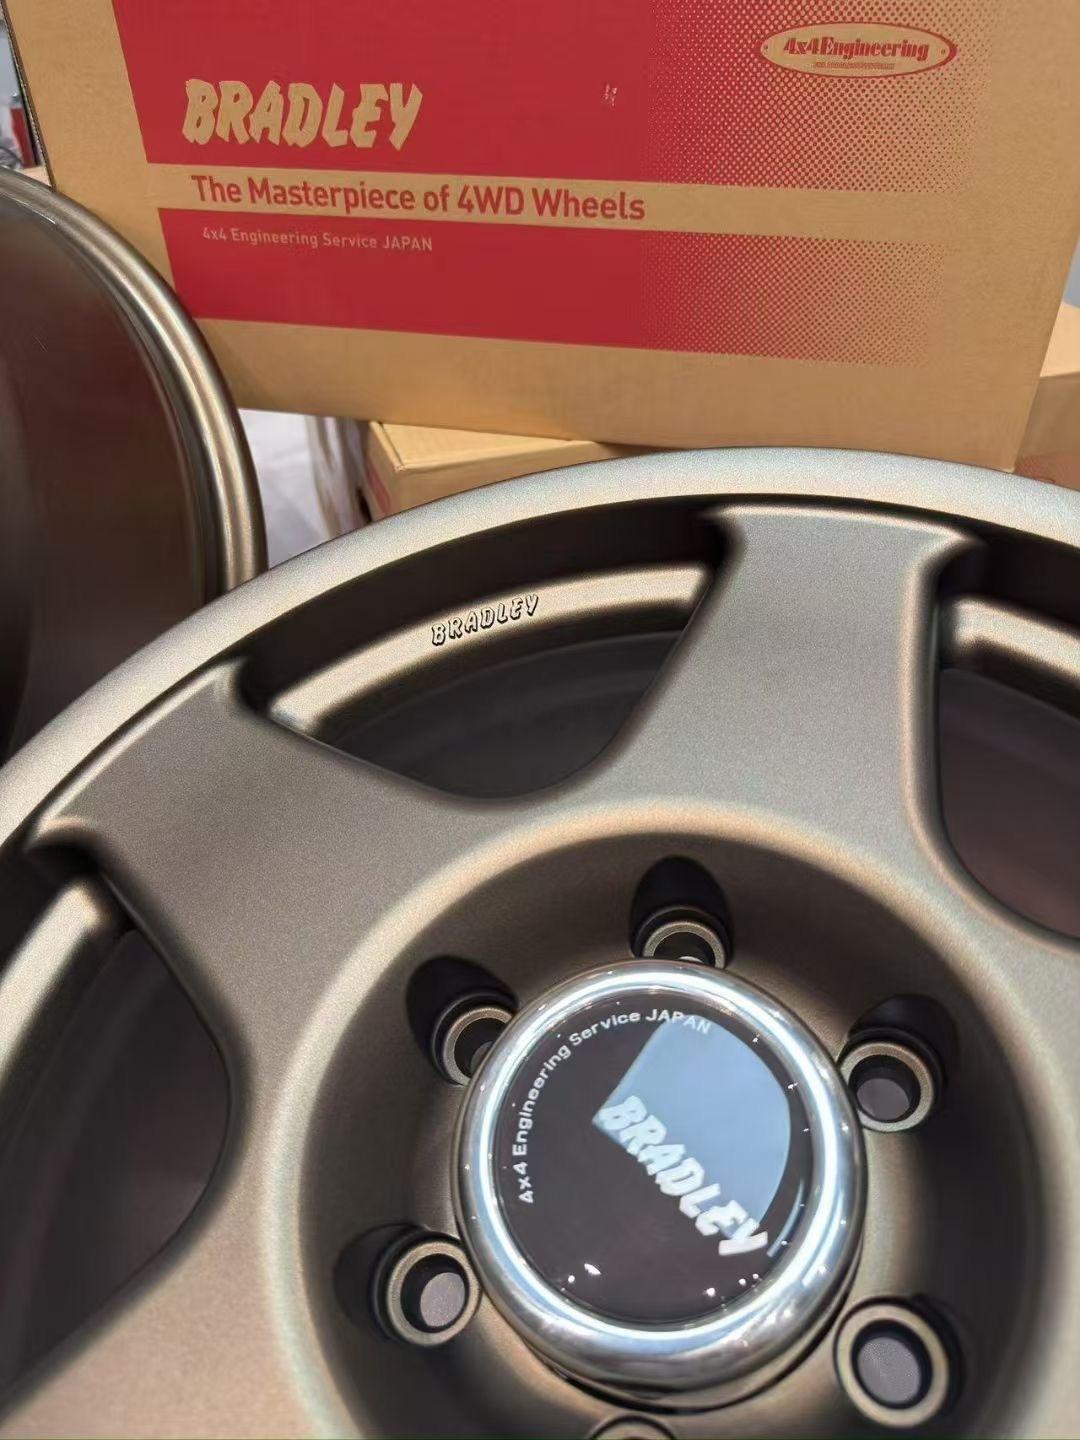 4x4Engineering
BRADLEY
The Masterpiece of 4WD Wheels
4x4 Engineering Service JAPAN
BRADLEY
4x4 Engineering Service JAPAN
BRADLEY